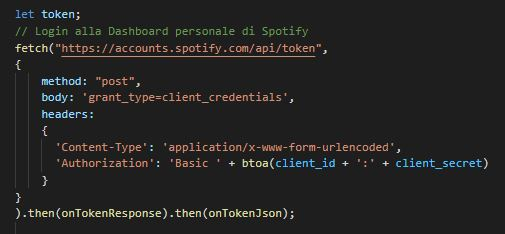 let token;
// Login alla Dashboard personale di Spotify
fetch("https://accounts.spotify.com/api/token",
{
method: "post",
body: 'grant_type=client_credentials',
headers:
{
'Content-Type': 'application/x-www-form-urlencoded',
'Authorization': 'Basic ' + btoa(client_id + ':' + client_secret)
}
}
).then(onTokenResponse).then(onTokenJson);